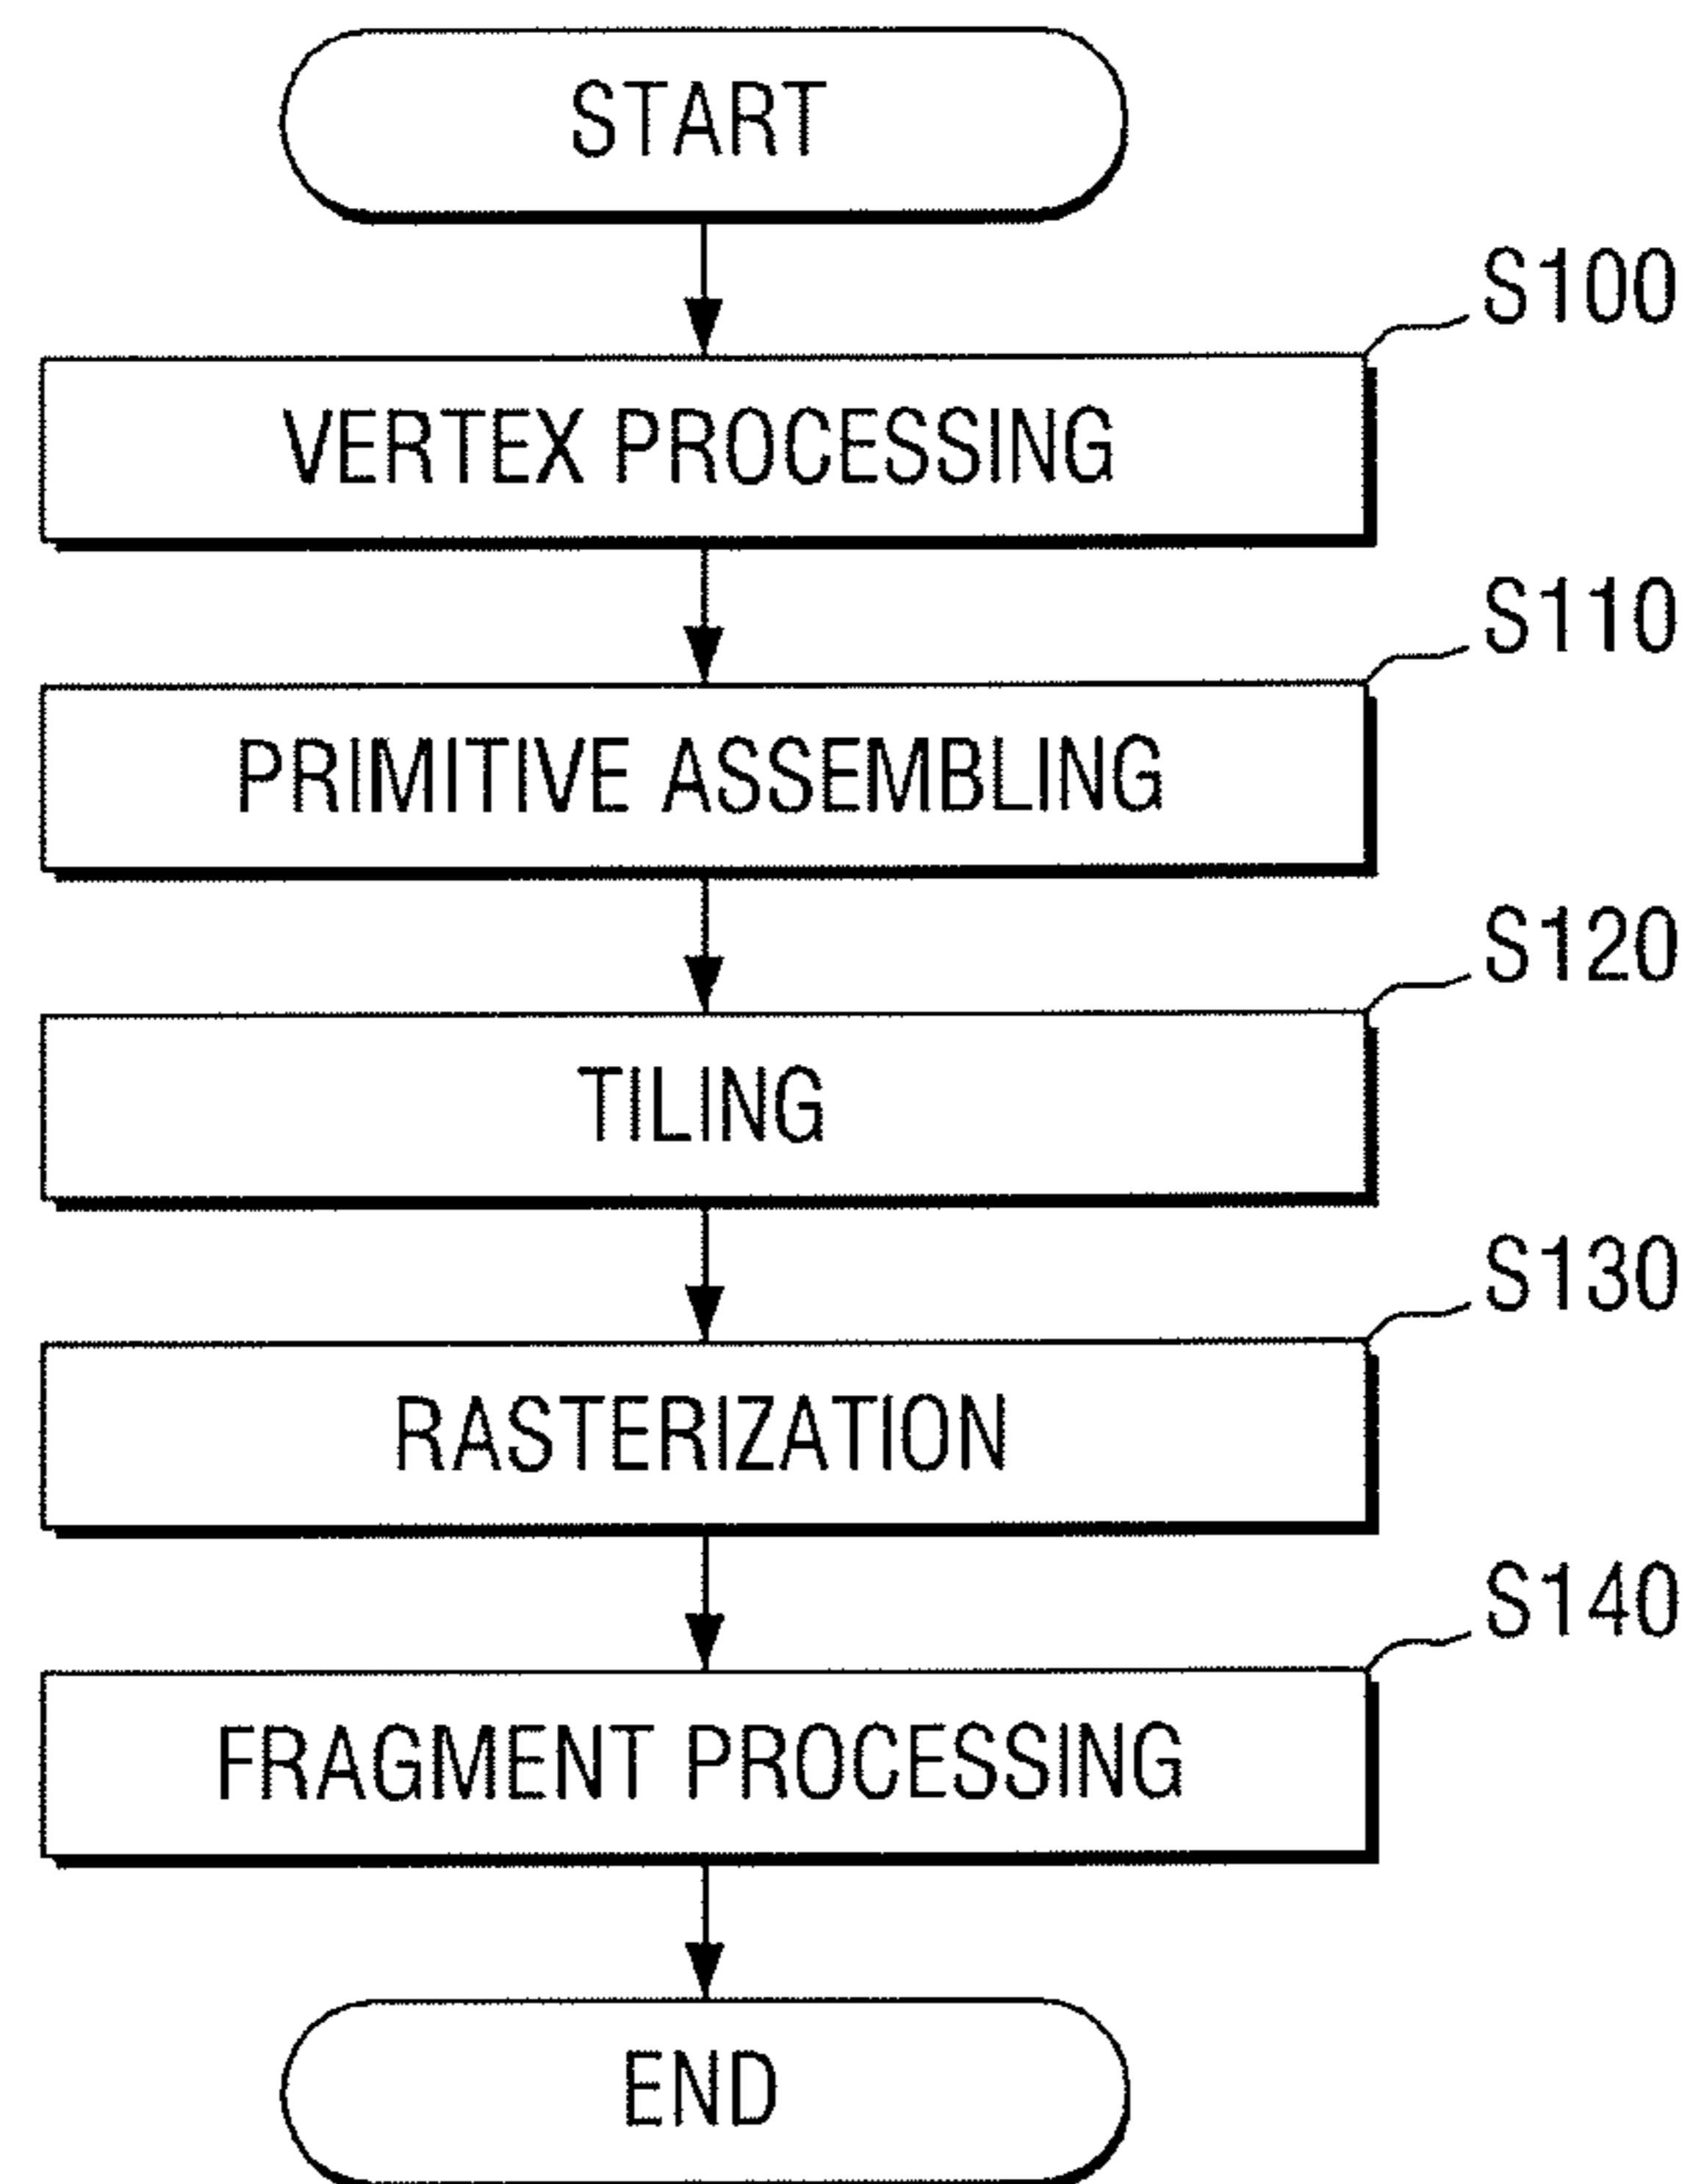 START
S100
VERTEX PROCESSING
S110
PRIMITIVE ASSEMBLING
S120
TILING
S130
RASTERIZATION
S140
FRAGMENT PROCESSING
END